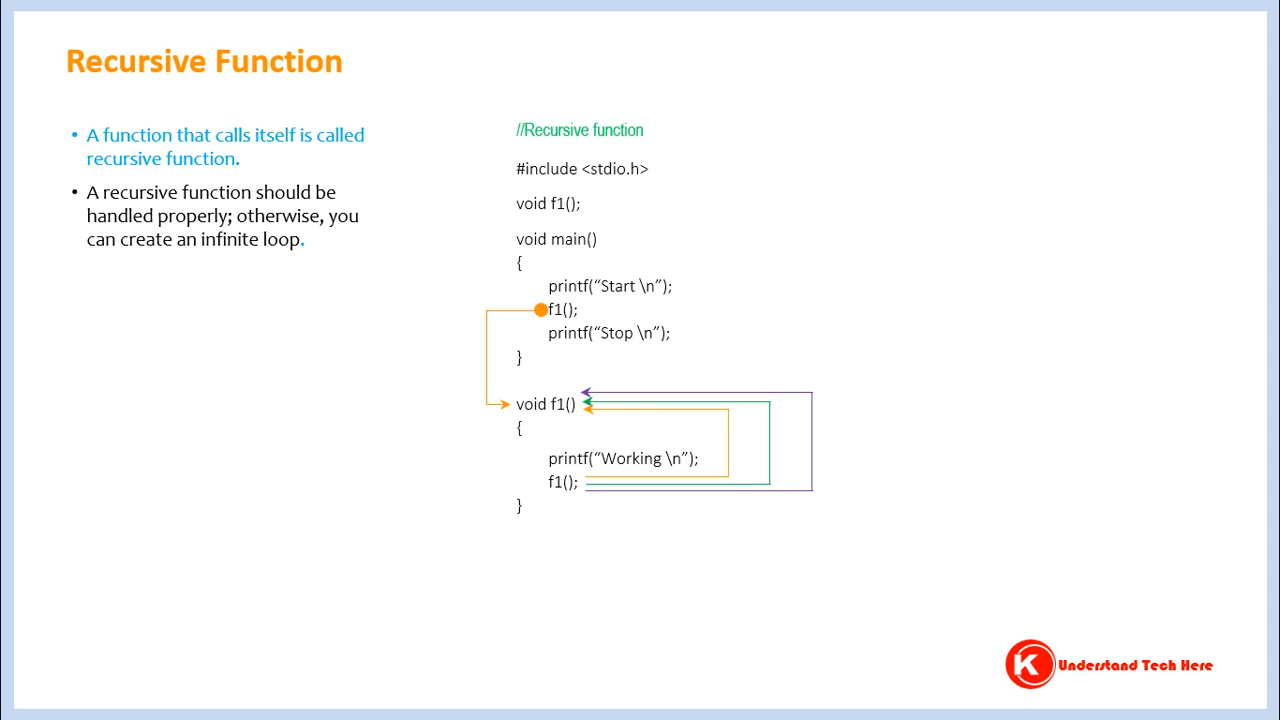 Recursive Function
• A function that calls itself is called
recursive function.
• A recursive function should be
handled properly; otherwise, you
can create an infinite loop.
//Recursive function
#include <stdio.h>
void f1();
void main()
{
printf(“Start \n”);
f1();
printf(“Stop \n”);
}
void f1()
{
printf(“Working \n”);
f1();
}
K Understand Tech Here